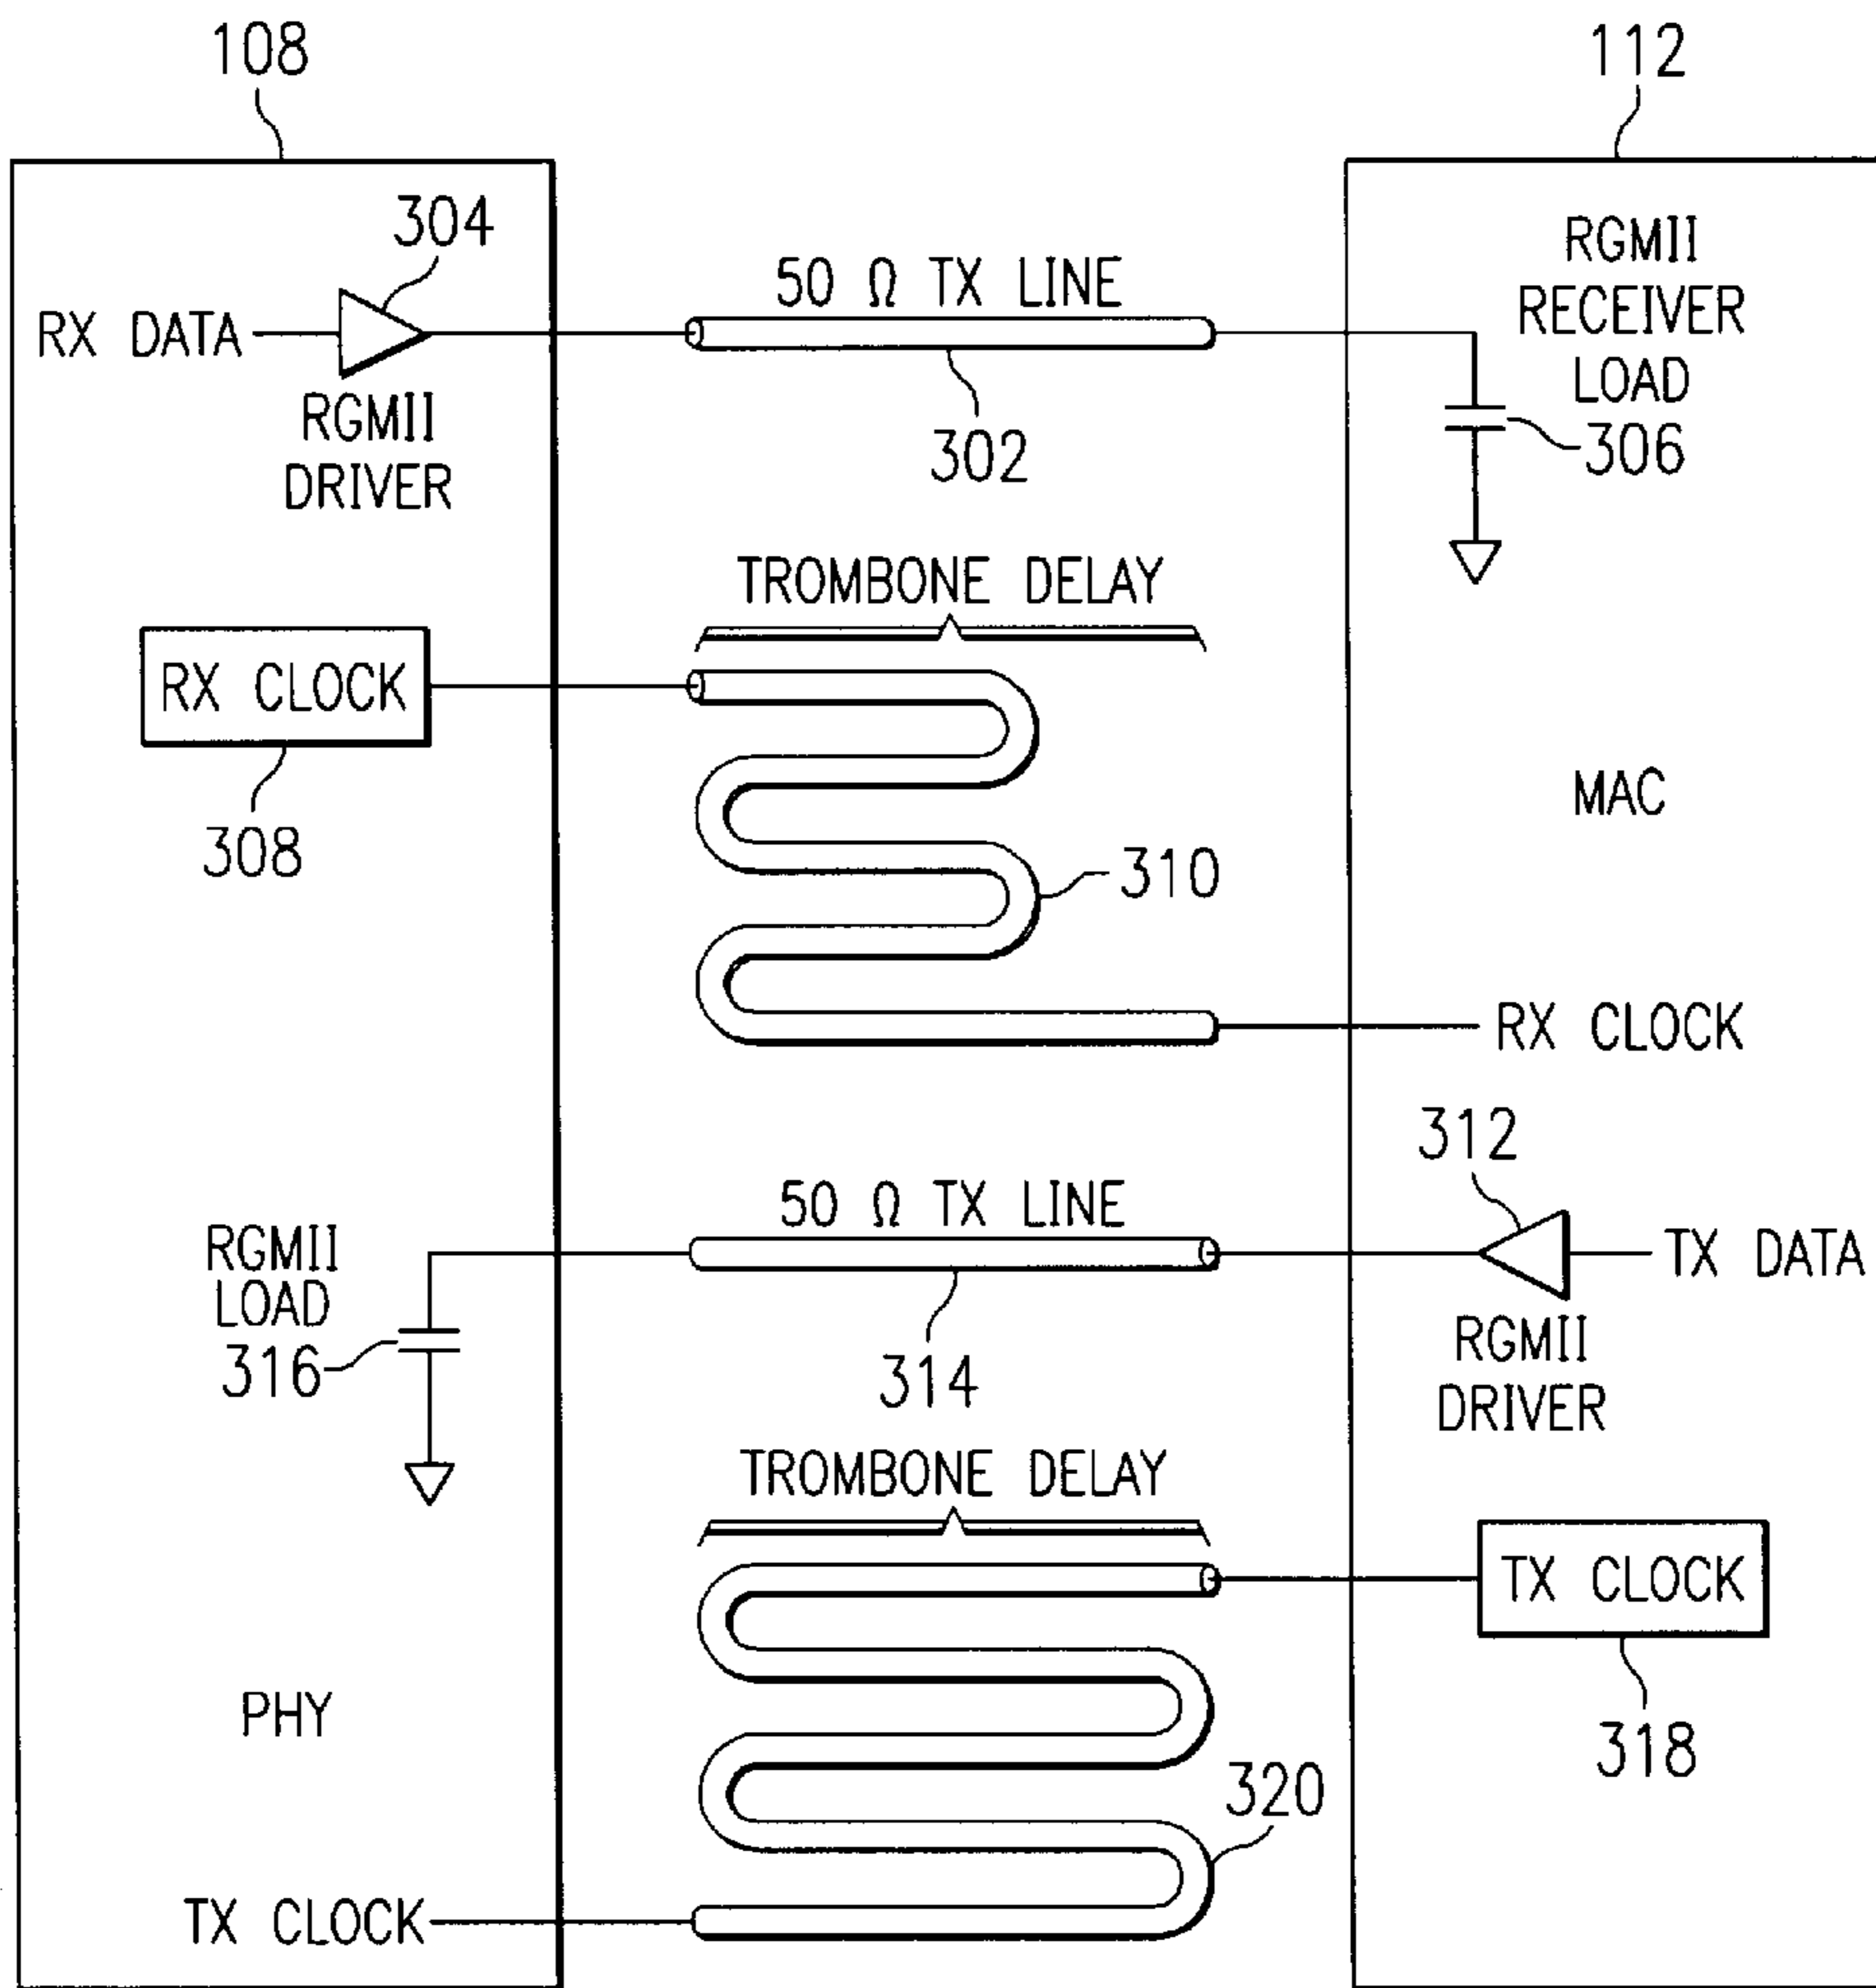 108
112
304
RX DATA
RGMII
DRIVER
50 Ω TX LINE
302
RGMII
RECEIVER
LOAD
306
TROMBONE DELAY
RX CLOCK
308
310
MAC
RX CLOCK
312
50 Ω TX LINE
314
TX DATA
RGMII
DRIVER
RGMII
LOAD
316
TROMBONE DELAY
TX CLOCK
318
PHY
320
TX CLOCK